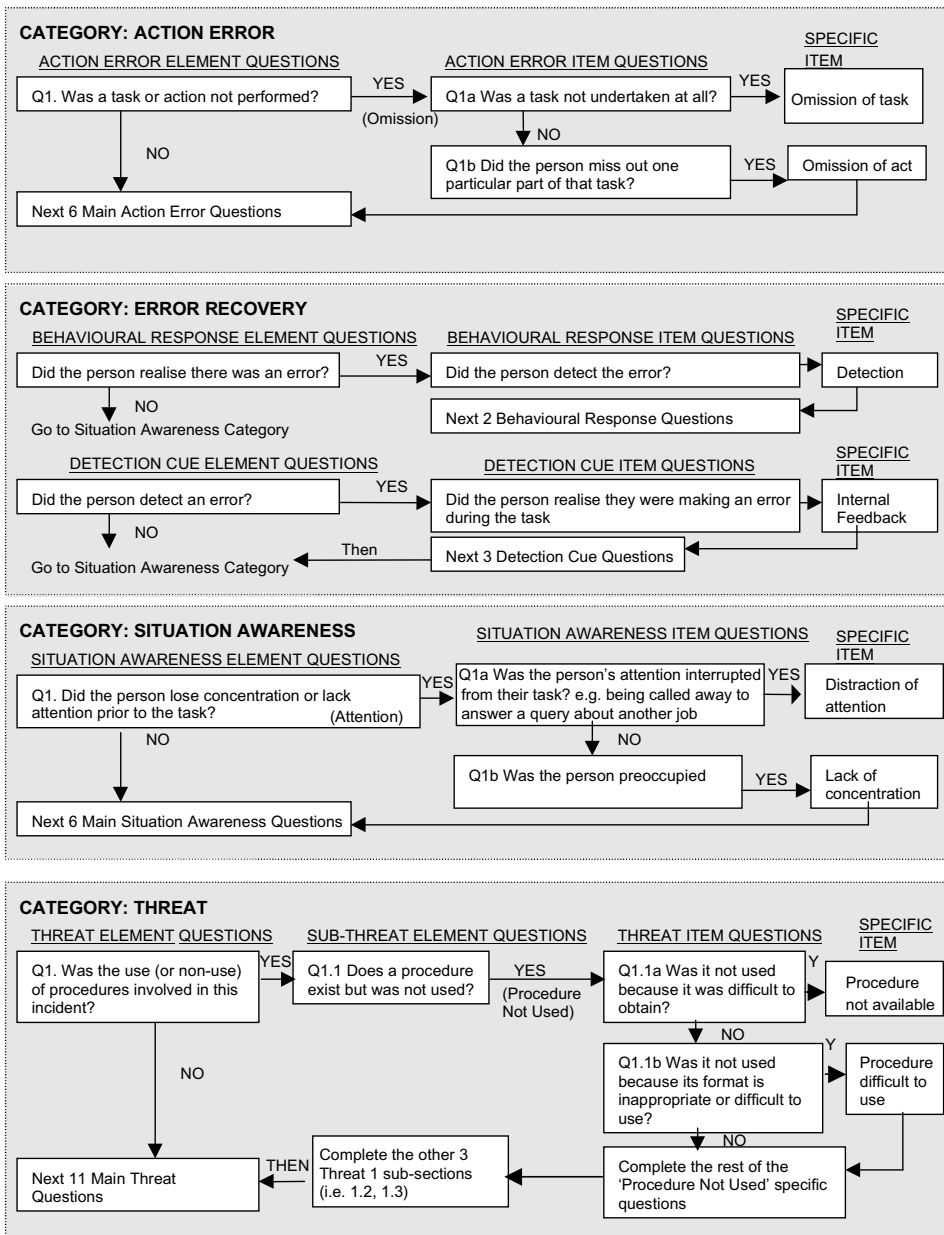 CATEGORY: ACTION ERROR
ACTION ERROR ELEMENT QUESTIONS
ACTION ERROR ITEM QUESTIONS
SPECIFIC
ITEM
Q1. Was a task or action not performed?
YES
(Omission)
Q1a Was a task not undertaken at all?
YES
Omission of task
NO
NO
Q1b Did the person miss out one
particular part of that task?
YES
Omission of act
Next 6 Main Action Error Questions
CATEGORY: ERROR RECOVERY
BEHAVIOURAL RESPONSE ELEMENT QUESTIONS
BEHAVIOURAL RESPONSE ITEM QUESTIONS
SPECIFIC
ITEM
Did the person realise there was an error?
YES
Did the person detect the error?
Detection
NO
Go to Situation Awareness Category
Next 2 Behavioural Response Questions
DETECTION CUE ELEMENT QUESTIONS
DETECTION CUE ITEM QUESTIONS
SPECIFIC
ITEM
Did the person detect an error?
YES
Did the person realise they were making an error
during the task
Internal
Feedback
NO
Go to Situation Awareness Category
Then
Next 3 Detection Cue Questions
CATEGORY: SITUATION AWARENESS
SITUATION AWARENESS ELEMENT QUESTIONS
SITUATION AWARENESS ITEM QUESTIONS
SPECIFIC
ITEM
Q1. Did the person lose concentration or lack
attention prior to the task?
(Attention)
YES
Q1a Was the person's attention interrupted
from their task? e.g. being called away to
answer a query about another job
YES
Distraction of
attention
NO
NO
Q1b Was the person preoccupied
YES
Lack of
concentration
Next 6 Main Situation Awareness Questions
CATEGORY: THREAT
THREAT ELEMENT QUESTIONS
SUB-THREAT ELEMENT QUESTIONS
THREAT ITEM QUESTIONS
SPECIFIC
ITEM
Q1. Was the use (or non-use)
of procedures involved in this
incident?
YES
Q1.1 Does a procedure
exist but was not used?
YES
(Procedure
Not Used)
Q1.1a Was it not used
because it was difficult to
obtain?
Y
Procedure
not available
NO
NO
Q1.1b Was it not used
because its format is
inappropriate or difficult to
use?
Y
Procedure
difficult to
use
NO
Complete the rest of the
'Procedure Not Used' specific
questions
Complete the other 3
Threat 1 sub-sections
(i.e. 1.2, 1.3)
THEN
Next 11 Main Threat
Questions